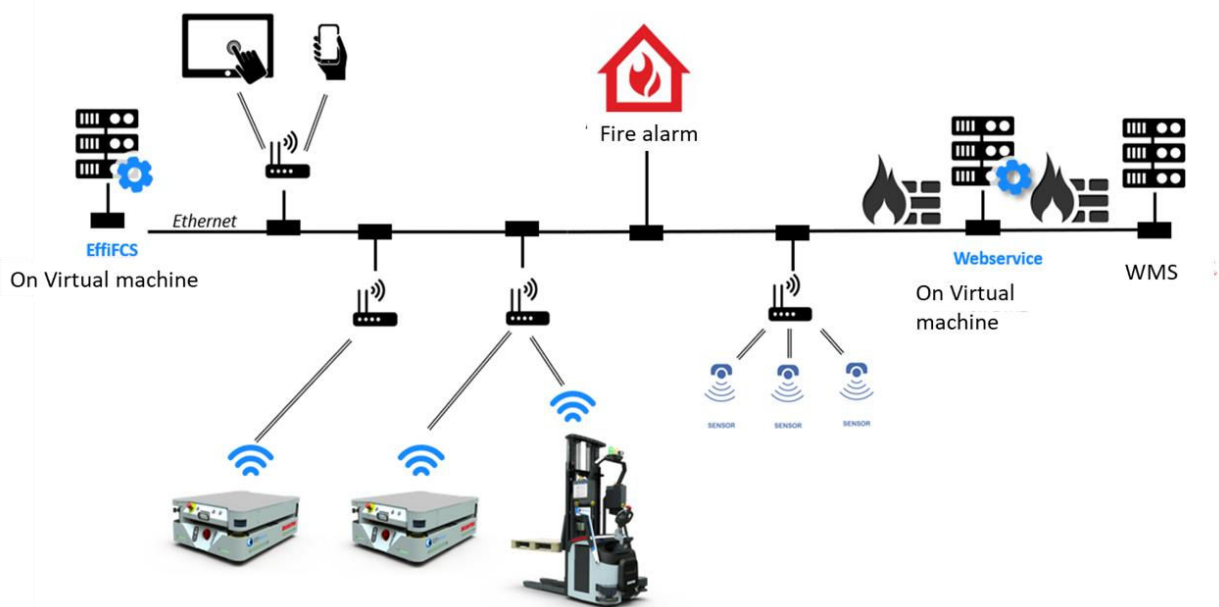 Fire alarm
Ethernet
EffiFCS
On Virtual machine
Webservice
On Virtual
machine
WMS
SENSOR
SENSOR
SENSOR